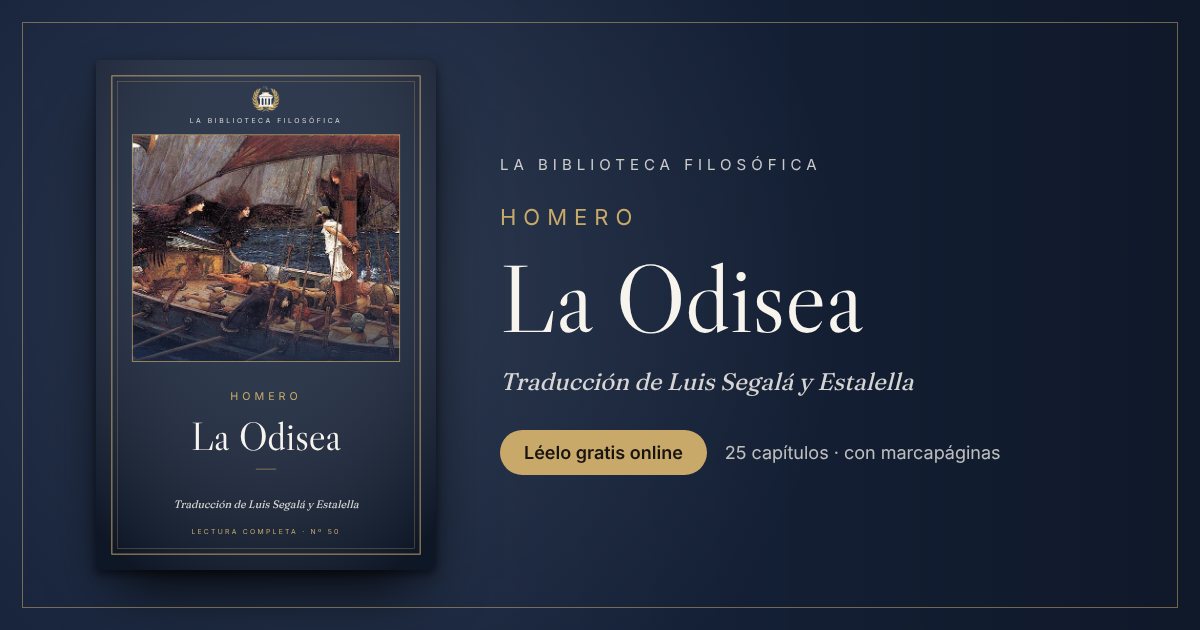 LA BIBLIOTECA FILOSÓFICA
HOMERO
La Odisea
Traducción de Luis Segalá y Estalella
LECTURA COMPLETA · Nº 50
LA BIBLIOTECA FILOSÓFICA
HOMERO
La Odisea
Traducción de Luis Segalá y Estalella
Léelo gratis online
25 capítulos · con marcapáginas